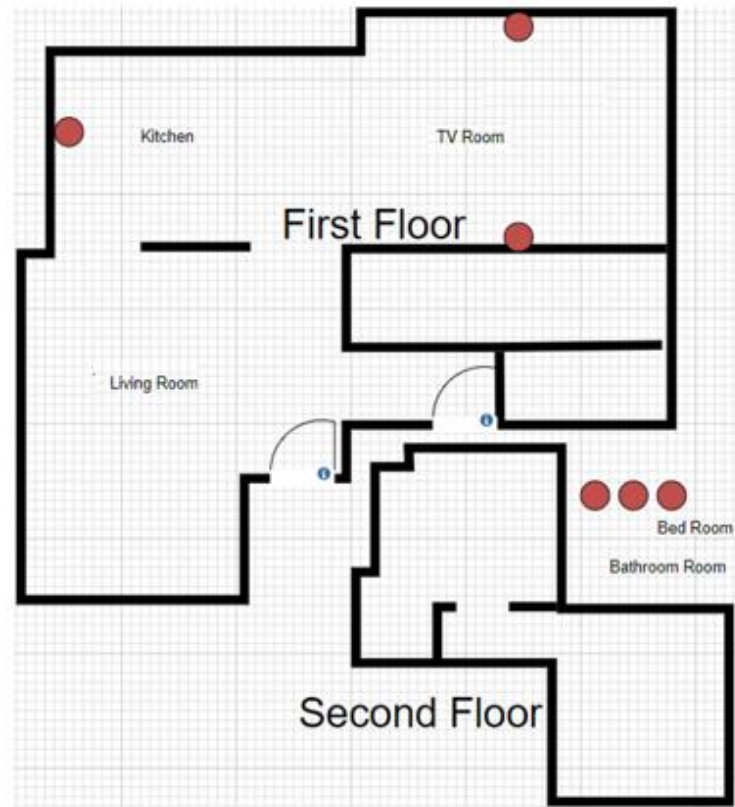 Kitchen
TV Room
First Floor
Living Room
Bed Room
Bathroom Room
Second Floor